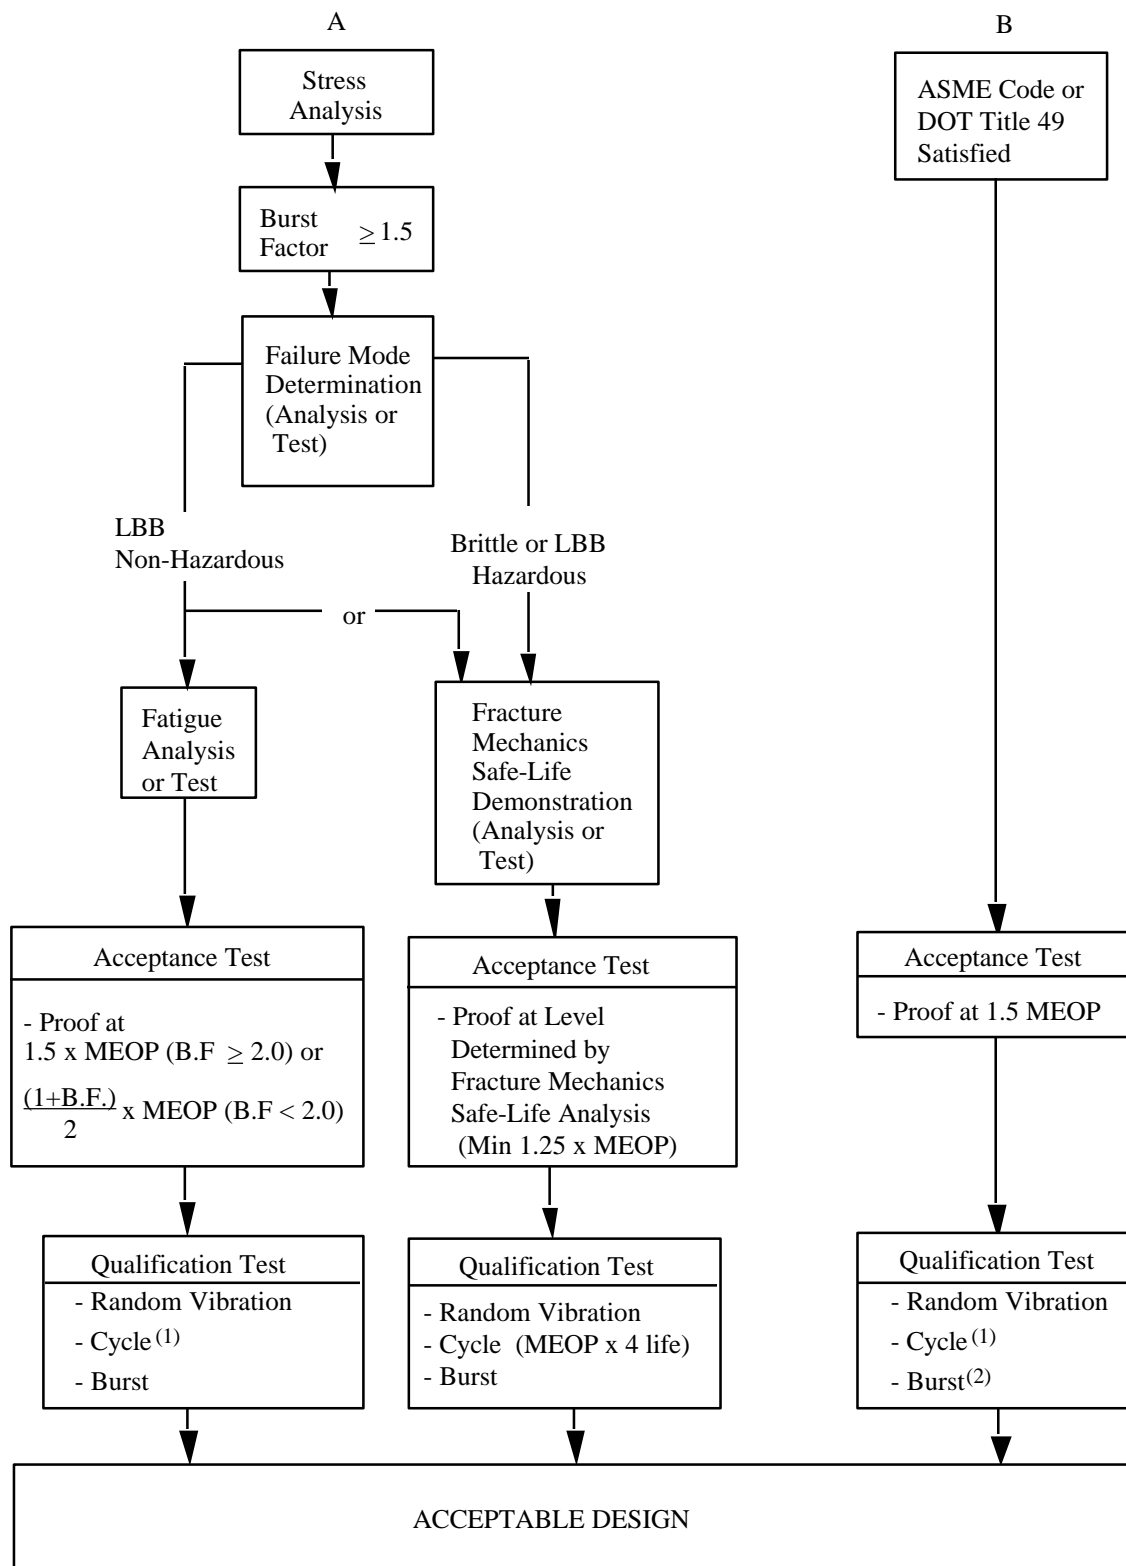 A
B
Stress
Analysis
ASME Code or
DOT Title 49
Satisfied
Burst
Factor ≥ 1.5
Failure Mode
Determination
(Analysis or
Test)
LBB
Non-Hazardous
Brittle or LBB
Hazardous
or
Fatigue
Analysis
or Test
Fracture
Mechanics
Safe-Life
Demonstration
(Analysis or
Test)
Acceptance Test
- Proof at
1.5 x MEOP (B.F ≥ 2.0) or
(1+B.F.)
2
x MEOP (B.F < 2.0)
Acceptance Test
- Proof at Level
Determined by
Fracture Mechanics
Safe-Life Analysis
(Min 1.25 x MEOP)
Acceptance Test
- Proof at 1.5 MEOP
Qualification Test
- Random Vibration
- Cycle (1)
- Burst
Qualification Test
- Random Vibration
- Cycle (MEOP x 4 life)
- Burst
Qualification Test
- Random Vibration
- Cycle (1)
- Burst (2)
ACCEPTABLE DESIGN